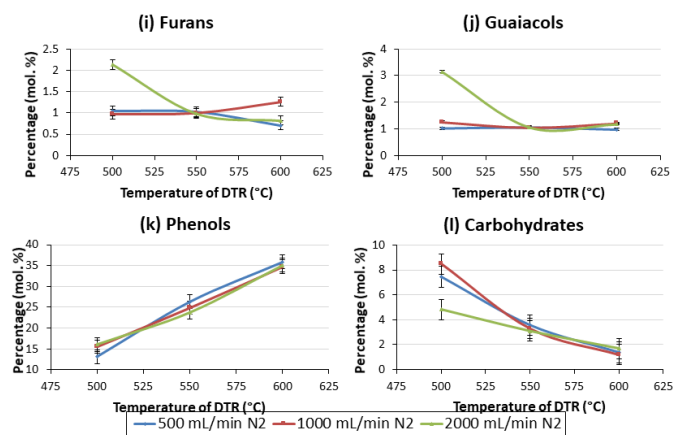 (i) Furans
(j) Guaiacols
Percentage (mol. %)
2.5
2
1.5
1
0.5
0
475 500 525 550 575 600 625
Temperature of DTR (°C)
Percentage (mol. %)
4
3
2
1
0
475 500 525 550 575 600 625
Temperature of DTR (°C)
(k) Phenols
(l) Carbohydrates
Percentage (mol. %)
40
35
30
25
20
15
10
475 500 525 550 575 600 625
Temperature of DTR (°C)
Percentage (mol. %)
10
8
6
4
2
0
475 500 525 550 575 600 625
Temperature of DTR (°C)
500 mL/min N2 1000 mL/min N2 2000 mL/min N2